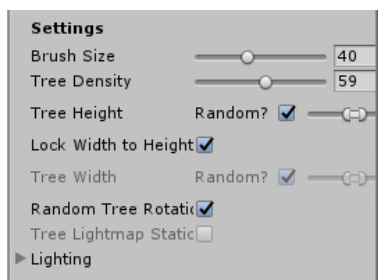 Settings
Brush Size 40
Tree Density 59
Tree Height Random?
Lock Width to Height
Tree Width Random?
Random Tree Rotatic
Tree Lightmap Static
Lighting